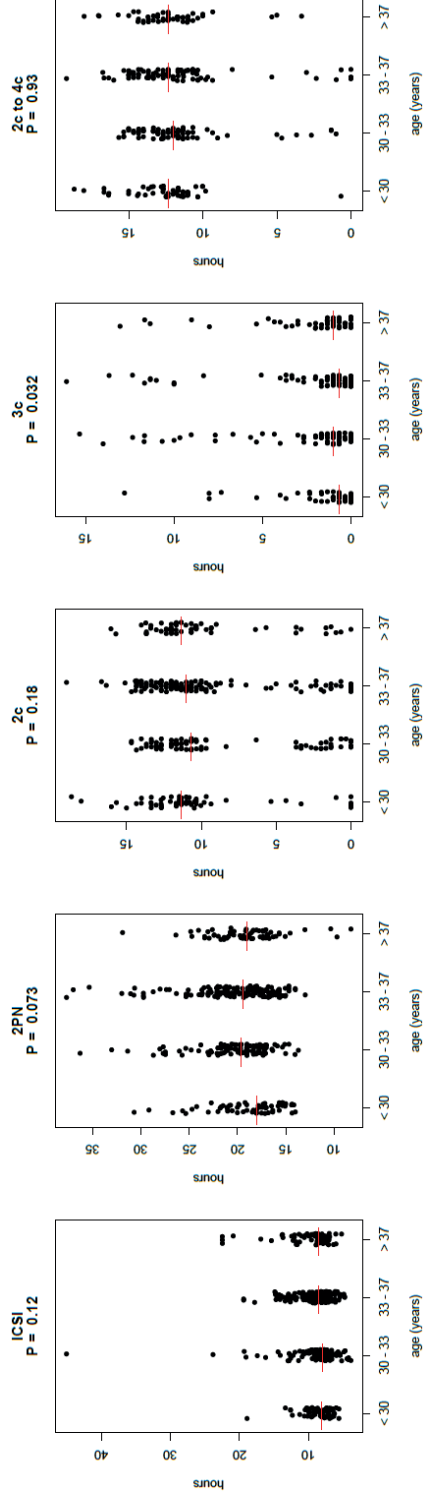 ICSI
P = 0.12
hours
10
20
30
40
< 30
30 - 33
33 - 37
> 37
age (years)
2PN
P = 0.073
hours
10
15
20
25
30
35
< 30
30 - 33
33 - 37
> 37
age (years)
2c
P = 0.18
hours
0
5
10
15
< 30
30 - 33
33 - 37
> 37
age (years)
3c
P = 0.032
hours
0
5
10
15
< 30
30 - 33
33 - 37
> 37
age (years)
2c to 4c
P = 0.93
hours
0
5
10
15
< 30
30 - 33
33 - 37
> 37
age (years)